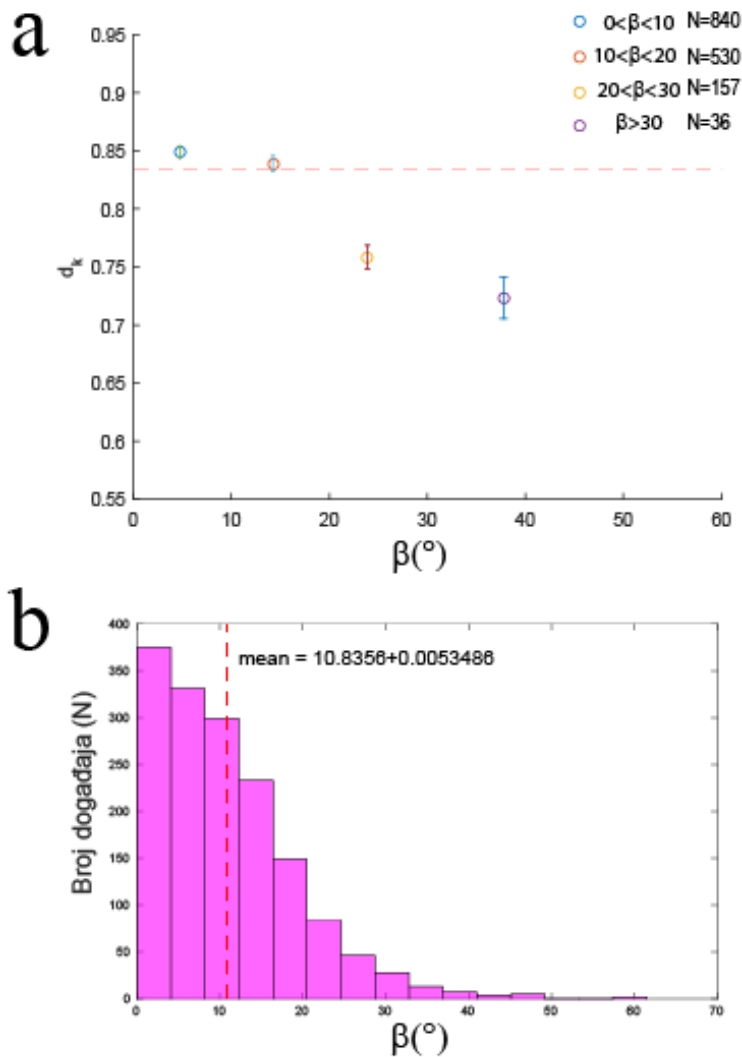 a
0<β<10 N=840
10<β<20 N=530
20<β<30 N=157
β>30 N=36
0.95
0.9
0.85
0.8
0.75
0.7
0.65
0.6
0.55
d_k
0 10 20 30 40 50 60
β(°)
b
400
350
300
250
200
150
100
50
0
Broj događaja (N)
mean = 10.8356+0.0053486
0 10 20 30 40 50 60 70
β(°)